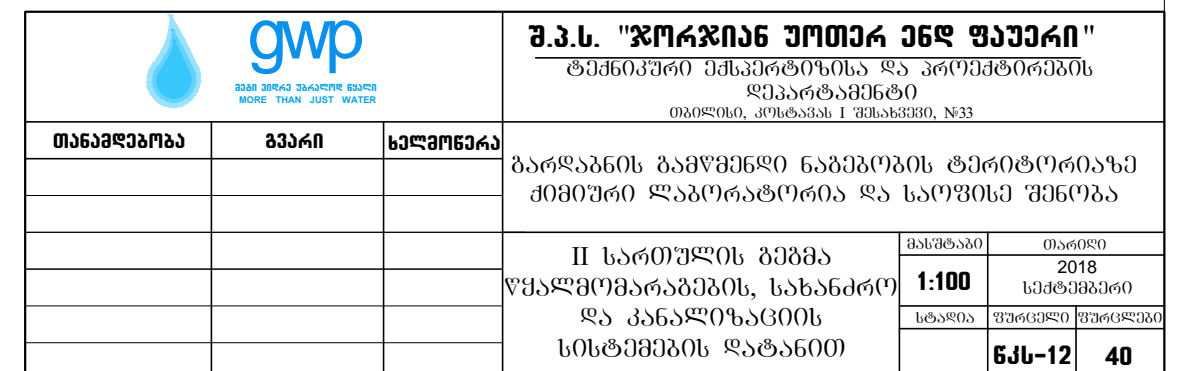 gwp
მეტი ვიდრე უბრალოდ წყალი
MORE THAN JUST WATER
შ.პ.ს. "ჯორჯიან უოთერ ენდ ფაუერი"
ტექნიკური ექსპერტიზისა და პროექტირების
დეპარტამენტი
თბილისი, კოსტავას I შესახვევი, №33
თანამდებობა გვარი ხელმოწერა
გარდაბნის გამწმენდი ნაგებობის ტერიტორიაზე
ქიმიური ლაბორატორია და საოფისე შენობა
II სართულის გეგმა
წყალმომარაგების, სახანძრო
და კანალიზაციის
სისტემების დატანით
მასშტაბი თარიღი
1:100 2018
სექტემბერი
სტადია ფურცელი ფურცლები
წკს-12 40